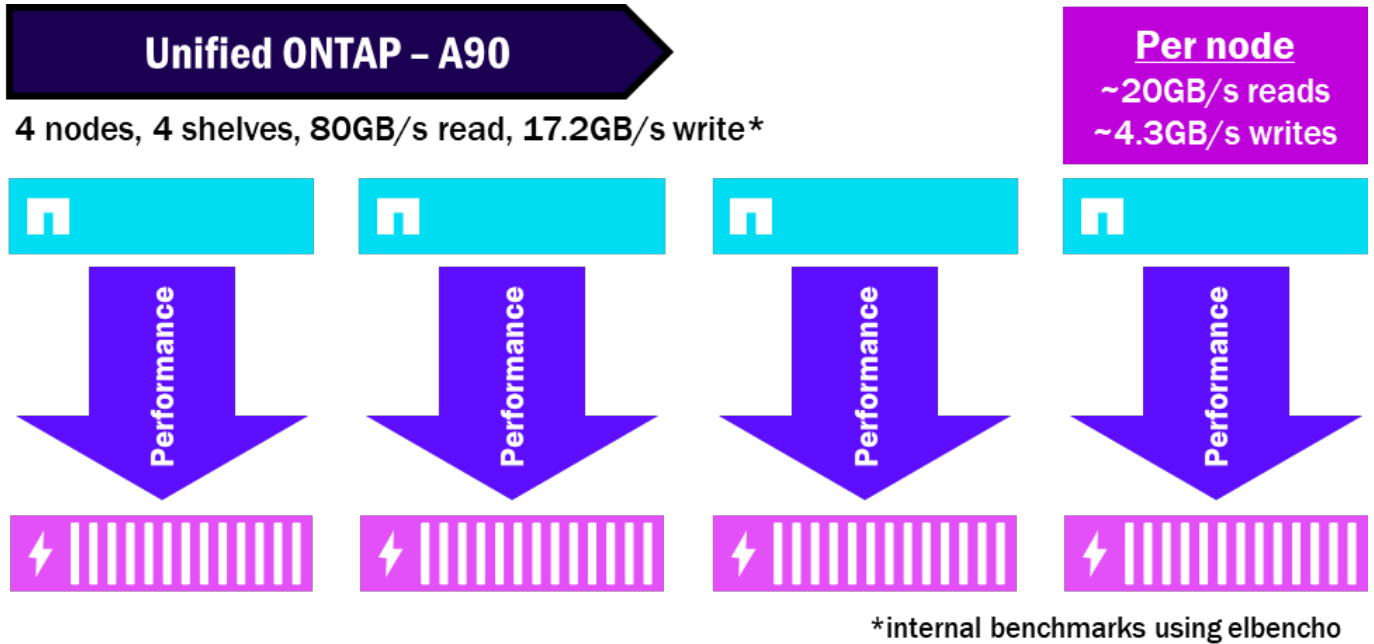 Unified ONTAP – A90
Per node
~20GB/s reads
~4.3GB/s writes
4 nodes, 4 shelves, 80GB/s read, 17.2GB/s write*
Performance
Performance
Performance
Performance
*internal benchmarks using elbencho